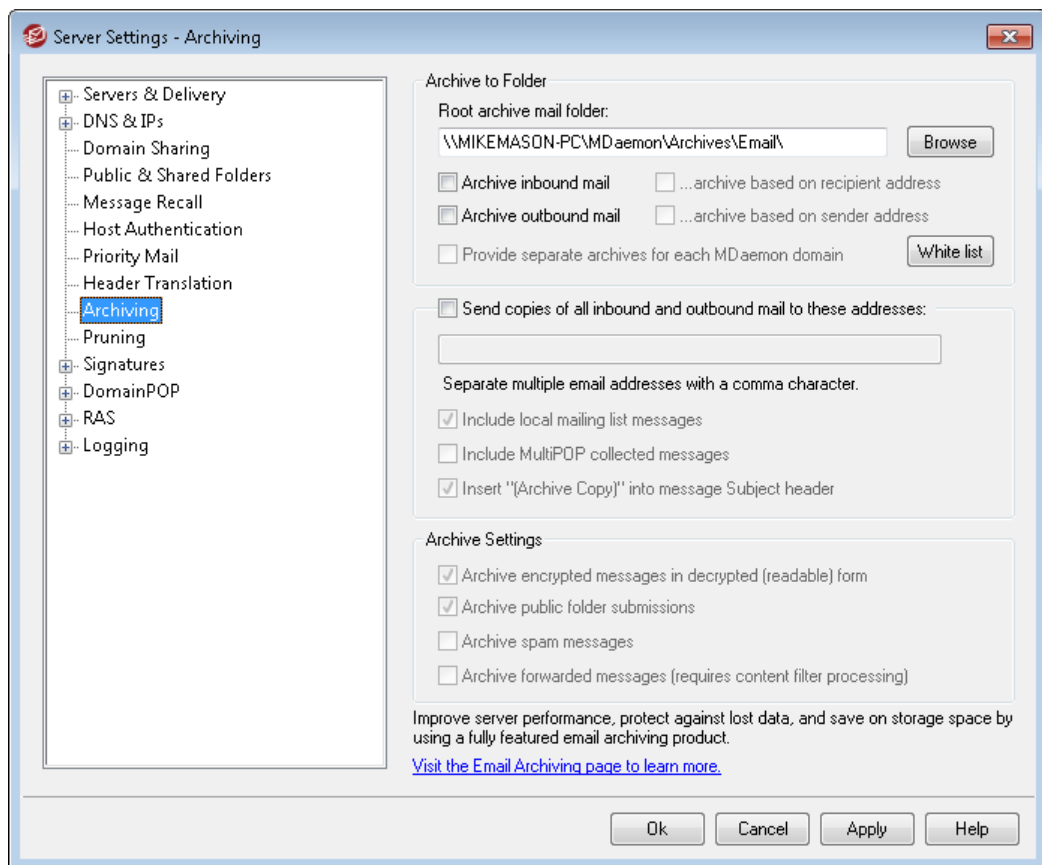 Server Settings - Archiving
Servers & Delivery
DNS & IPs
Domain Sharing
Public & Shared Folders
Message Recall
Host Authentication
Priority Mail
Header Translation
Archiving
Pruning
Signatures
DomainPOP
RAS
Logging
Archive to Folder
Root archive mail folder:
\\MIKEMASON-PC\MDaemon\Archives\Email\
Browse
Archive inbound mail
...archive based on recipient address
Archive outbound mail
...archive based on sender address
Provide separate archives for each MDaemon domain
White list
Send copies of all inbound and outbound mail to these addresses:
Separate multiple email addresses with a comma character.
Include local mailing list messages
Include MultiPOP collected messages
Insert "(Archive Copy)" into message Subject header
Archive Settings
Archive encrypted messages in decrypted (readable) form
Archive public folder submissions
Archive spam messages
Archive forwarded messages (requires content filter processing)
Improve server performance, protect against lost data, and save on storage space by
using a fully featured email archiving product.
Visit the Email Archiving page to learn more.
Ok
Cancel
Apply
Help